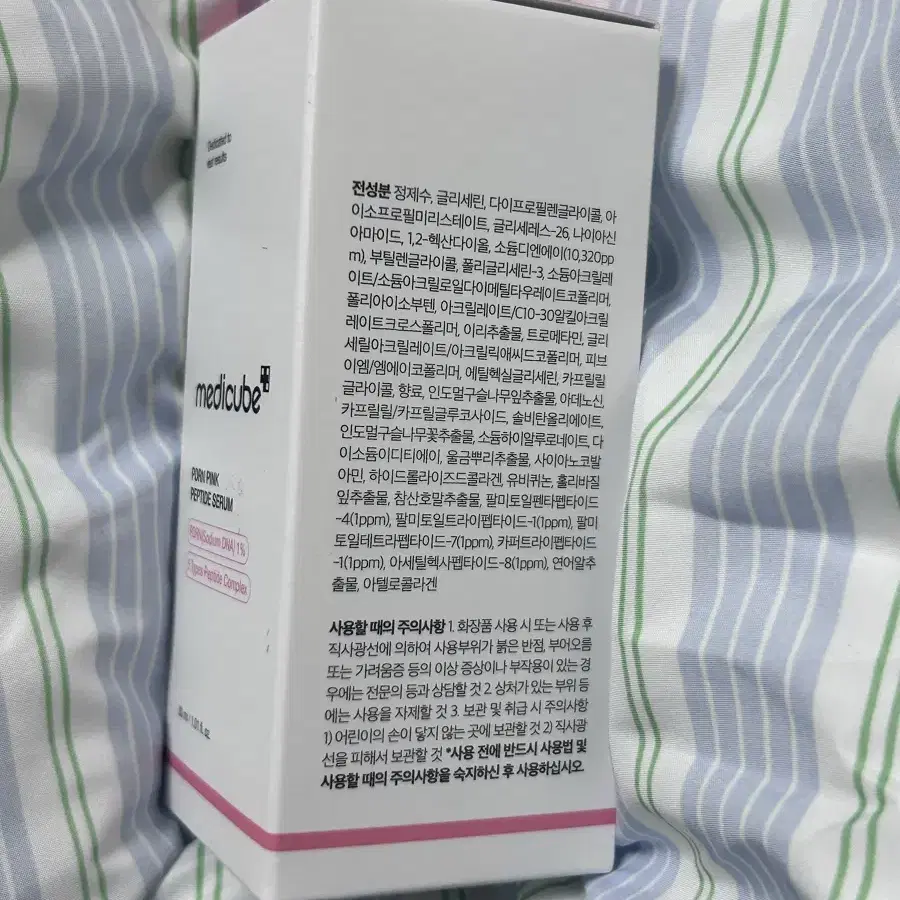 Dedicated to
real results
medicube
PDRN PINK
PEPTIDE SERUM
PDRN(Sodium DNA) 1%
5 Types Peptide Complex
30 ml / 1.01 fl. oz.
전성분 정제수, 글리세린, 다이프로필렌글라이콜, 아
이소프로필미리스테이트, 글리세레스-26, 나이아신
아마이드, 1,2-헥산다이올, 소듐디엔에이(10,320pp
m), 부틸렌글라이콜, 폴리글리세린-3, 소듐아크릴레
이트/소듐아크릴로일다이메틸타우레이트코폴리머,
폴리아이소부텐, 아크릴레이트/C10-30알킬아크릴
레이트크로스폴리머, 이리추출물, 트로메타민, 글리
세릴아크릴레이트/아크릴릭애씨드코폴리머, 피브
이엠/엠에이코폴리머, 에틸헥실글리세린, 카프릴릴
글라이콜, 향료, 인도멀구슬나무잎추출물, 아데노신,
카프릴릴/카프릴글루코사이드, 솔비탄올리에이트,
인도멀구슬나무꽃추출물, 소듐하이알루로네이트, 다
이소듐이디티에이, 울금뿌리추출물, 사이아노코발
아민, 하이드롤라이즈드콜라겐, 유비퀴논, 홀리바질
잎추출물, 참산호말추출물, 팔미토일펜타펩타이드
-4(1ppm), 팔미토일트라이펩타이드-1(1ppm), 팔미
토일테트라펩타이드-7(1ppm), 카퍼트라이펩타이드
-1(1ppm), 아세틸헥사펩타이드-8(1ppm), 연어알추
출물, 아텔로콜라겐
사용할 때의 주의사항 1. 화장품 사용 시 또는 사용 후
직사광선에 의하여 사용부위가 붉은 반점, 부어오름
또는 가려움증 등의 이상 증상이나 부작용이 있는 경
우에는 전문의 등과 상담할 것 2. 상처가 있는 부위 등
에는 사용을 자제할 것 3. 보관 및 취급 시 주의사항
1) 어린이의 손이 닿지 않는 곳에 보관할 것 2) 직사광
선을 피해서 보관할 것 *사용 전에 반드시 사용법 및
사용할 때의 주의사항을 숙지하신 후 사용하십시오.